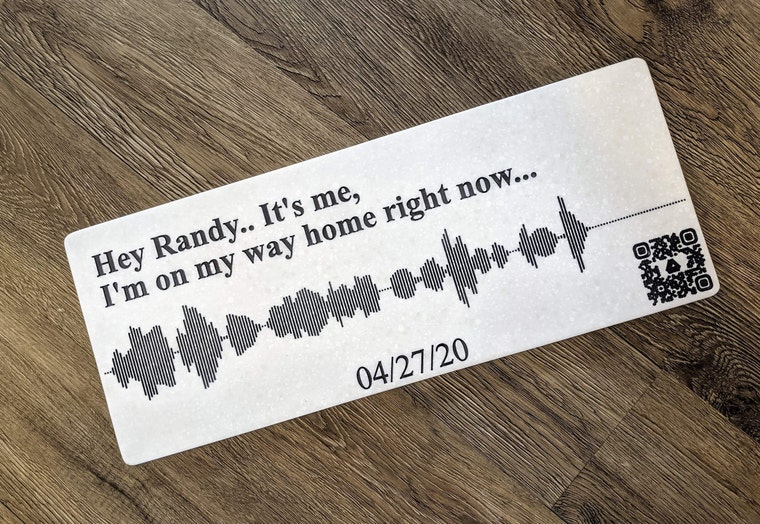 Hey Randy.. It's me,
I'm on my way home right now...
04/27/20